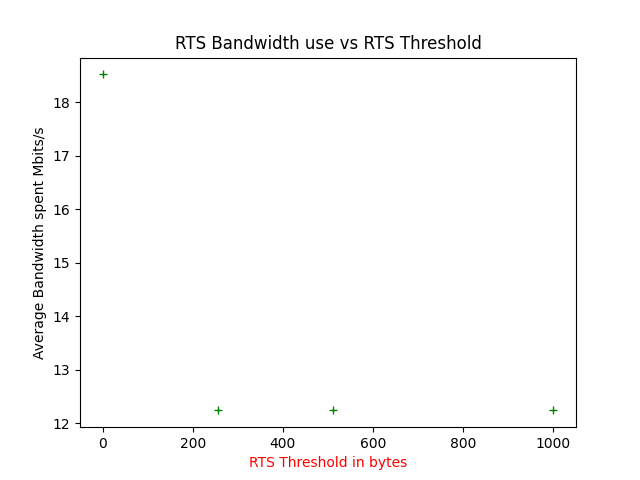 RTS Bandwidth use vs RTS Threshold
Average Bandwidth spent Mbits/s
18
17
16
15
14
13
12
0 200 400 600 800 1000
RTS Threshold in bytes